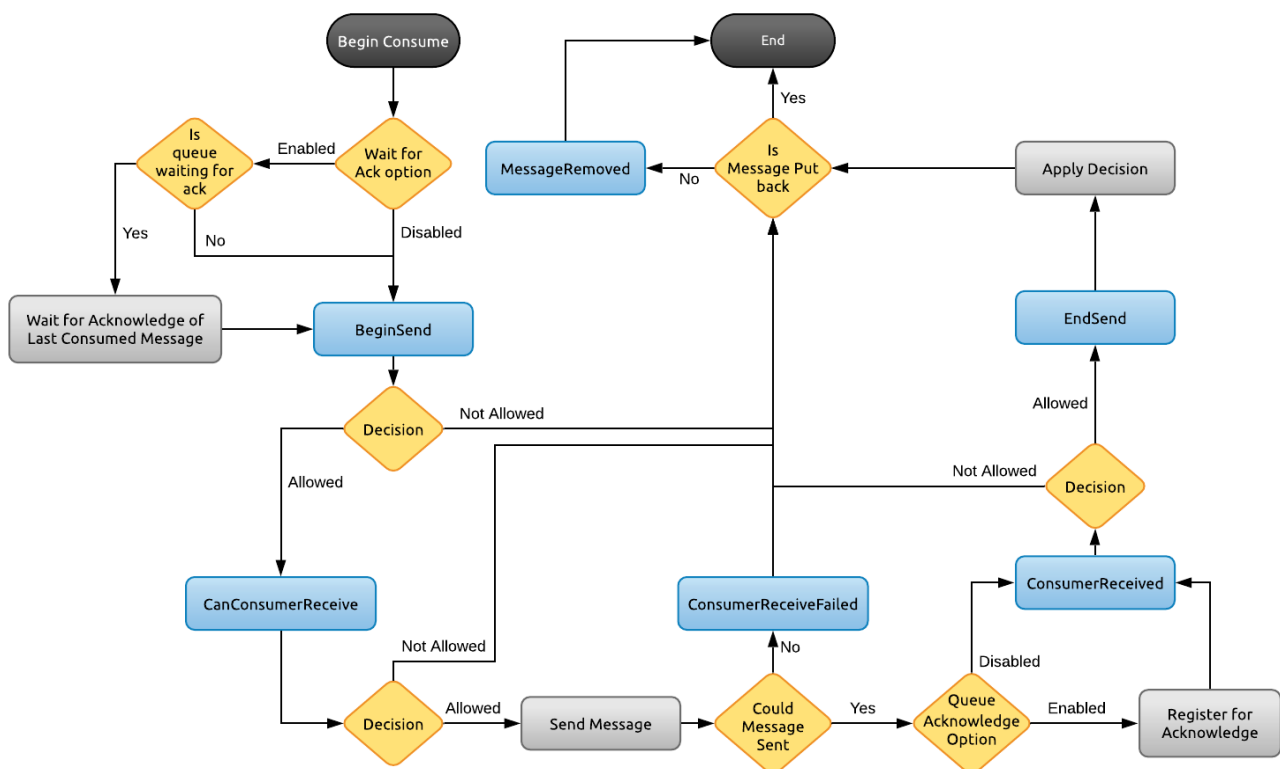 Begin Consume
End
Yes
Is
queue
waiting for
ack
Enabled
Wait for
Ack option
MessageRemoved
No
Is
Message Put
back
Apply Decision
Yes
No
Disabled
Wait for Acknowledge of
Last Consumed Message
BeginSend
EndSend
Allowed
Decision
Not Allowed
Allowed
Not Allowed
Decision
CanConsumerReceive
ConsumerReceiveFailed
ConsumerReceived
Not Allowed
No
Disabled
Decision
Allowed
Send Message
Could
Message
Sent
Yes
Queue
Acknowledge
Option
Enabled
Register for
Acknowledge